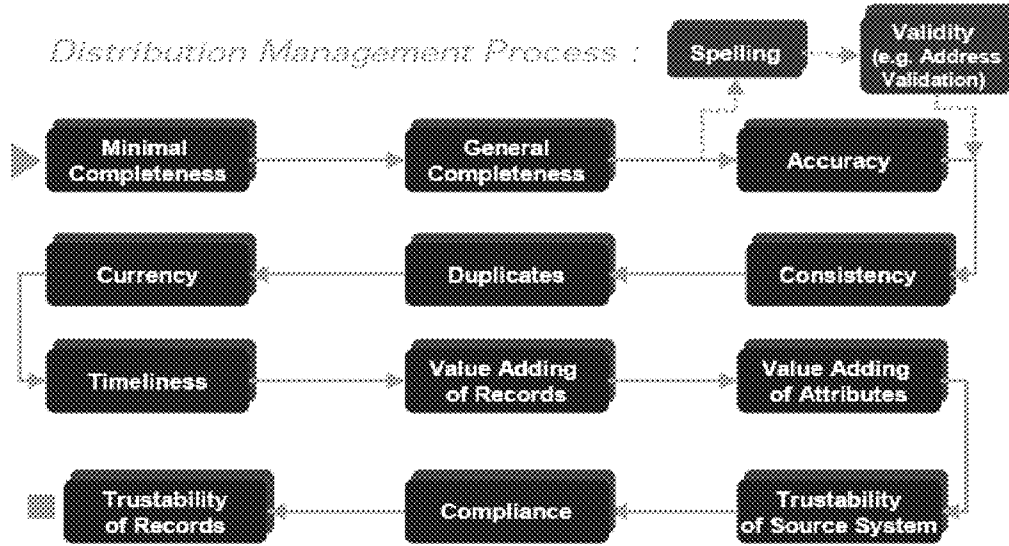 Distribution Management Process :
Spelling
Validity
(e.g. Address
Validation)
Minimal
Completeness
General
Completeness
Accuracy
Currency
Duplicates
Consistency
Timeliness
Value Adding
of Records
Value Adding
of Attributes
Trustability
of Records
Compliance
Trustability
of Source System